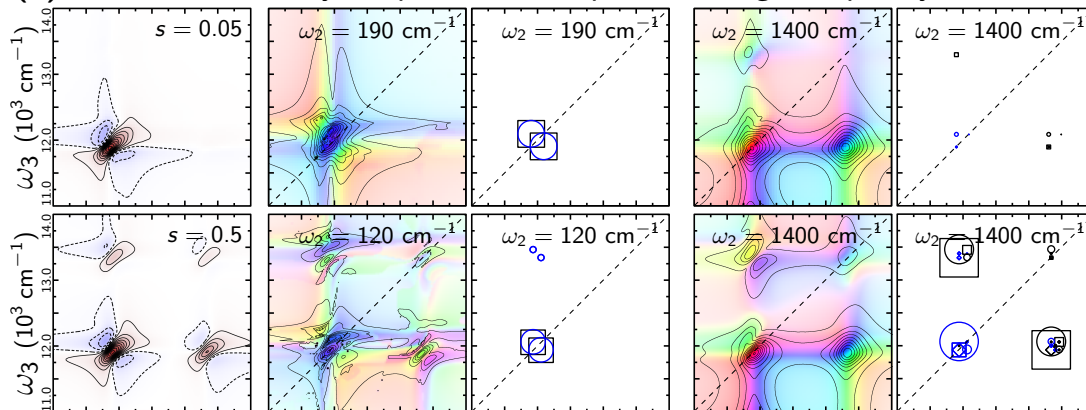 s = 0.05
ω₂ = 190 cm⁻¹
ω₂ = 190 cm⁻¹
ω₂ = 1400 cm⁻¹
ω₂ = 1400 cm⁻¹
ω₃ (10³ cm⁻¹)
14.0
13.0
12.0
11.0
s = 0.5
ω₂ = 120 cm⁻¹
ω₂ = 120 cm⁻¹
ω₂ = 1400 cm⁻¹
ω₂ = 1400 cm⁻¹
ω₃ (10³ cm⁻¹)
14.0
13.0
12.0
11.0